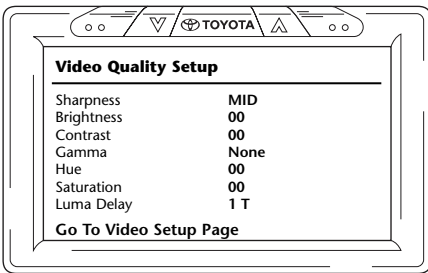 TOYOTA
Video Quality Setup
Sharpness MID
Brightness 00
Contrast 00
Gamma None
Hue 00
Saturation 00
Luma Delay 1 T
Go To Video Setup Page